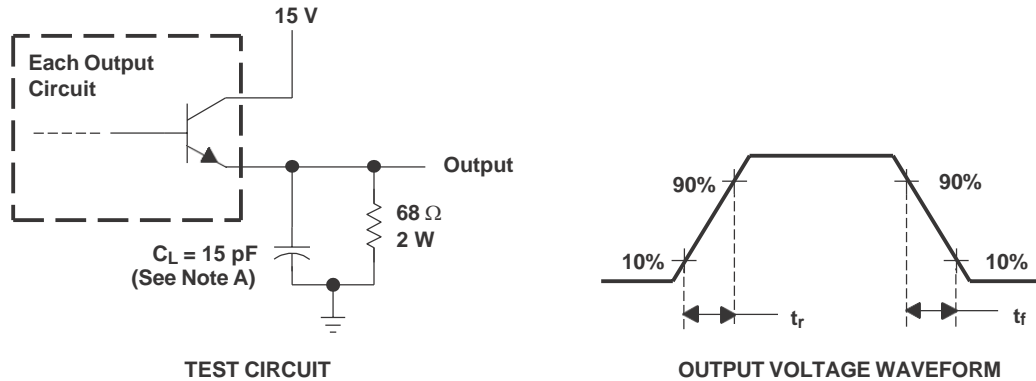 15 V
Each Output
Circuit
Output
68 Ω
2 W
C_L = 15 pF
(See Note A)
TEST CIRCUIT
90%
90%
10%
10%
t_r
t_f
OUTPUT VOLTAGE WAVEFORM